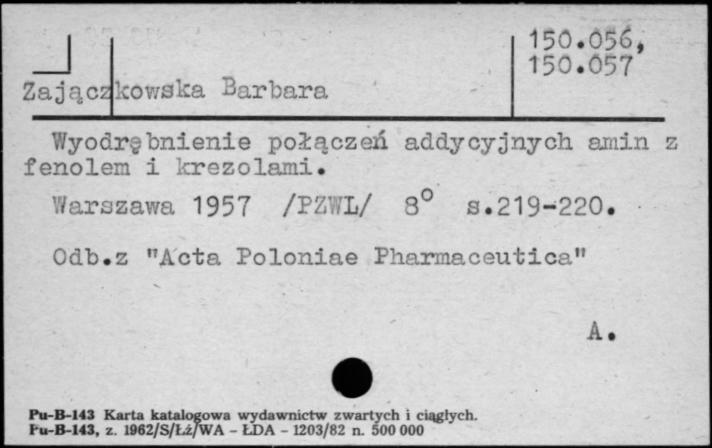 150.056,
150.057
Zajączkowska Barbara
Wyodrębnienie połączeń addycyjnych amin z
fenolem i krezolami.
Warszawa 1957 /PZWL/ 8° s.219-220.
Odb.z "Acta Poloniae Pharmaceutica"
A.
Pu-B-143 Karta katalogowa wydawnictw zwartych i ciągłych.
Pu-B-143, z. 1962/S/Łż/WA - ŁDA - 1203/82 n. 500 000